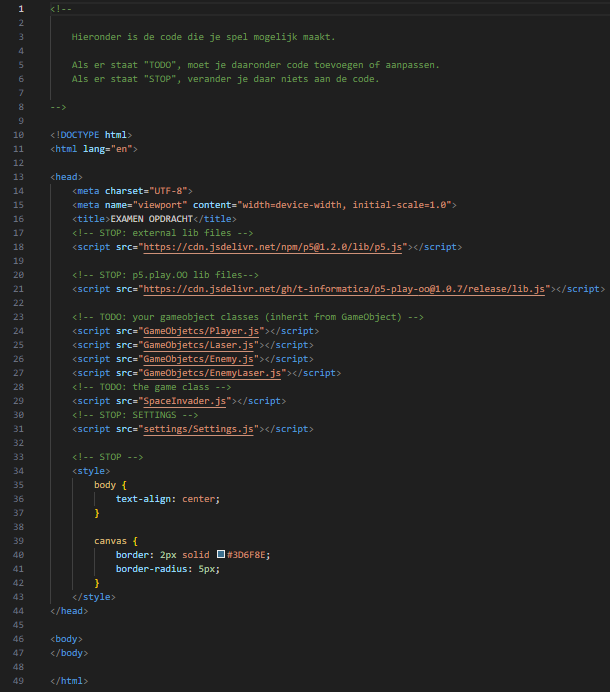 1 <!--
2
3 Hieronder is de code die je spel mogelijk maakt.
4
5 Als er staat "TODO", moet je daaronder code toevoegen of aanpassen.
6 Als er staat "STOP", verander je daar niets aan de code.
7
8 -->
9
10 <!DOCTYPE html>
11 <html lang="en">
12
13 <head>
14 <meta charset="UTF-8">
15 <meta name="viewport" content="width=device-width, initial-scale=1.0">
16 <title>EXAMEN OPDRACHT</title>
17 <!-- STOP: external lib files -->
18 <script src="https://cdn.jsdelivr.net/npm/p5@1.2.0/lib/p5.js"></script>
19
20 <!-- STOP: p5.play.OO lib files-->
21 <script src="https://cdn.jsdelivr.net/gh/t-informatica/p5-play-oo@1.0.7/release/lib.js"></script>
22
23 <!-- TODO: your gameobject classes (inherit from GameObject) -->
24 <script src="GameObjetcs/Player.js"></script>
25 <script src="GameObjetcs/Laser.js"></script>
26 <script src="GameObjetcs/Enemy.js"></script>
27 <script src="GameObjetcs/EnemyLaser.js"></script>
28 <!-- TODO: the game class -->
29 <script src="SpaceInvader.js"></script>
30 <!-- STOP: SETTINGS -->
31 <script src="settings/Settings.js"></script>
32
33 <!-- STOP -->
34 <style>
35 body {
36 text-align: center;
37 }
38
39 canvas {
40 border: 2px solid #3D6F8E;
41 border-radius: 5px;
42 }
43 </style>
44 </head>
45
46 <body>
47 </body>
48
49 </html>